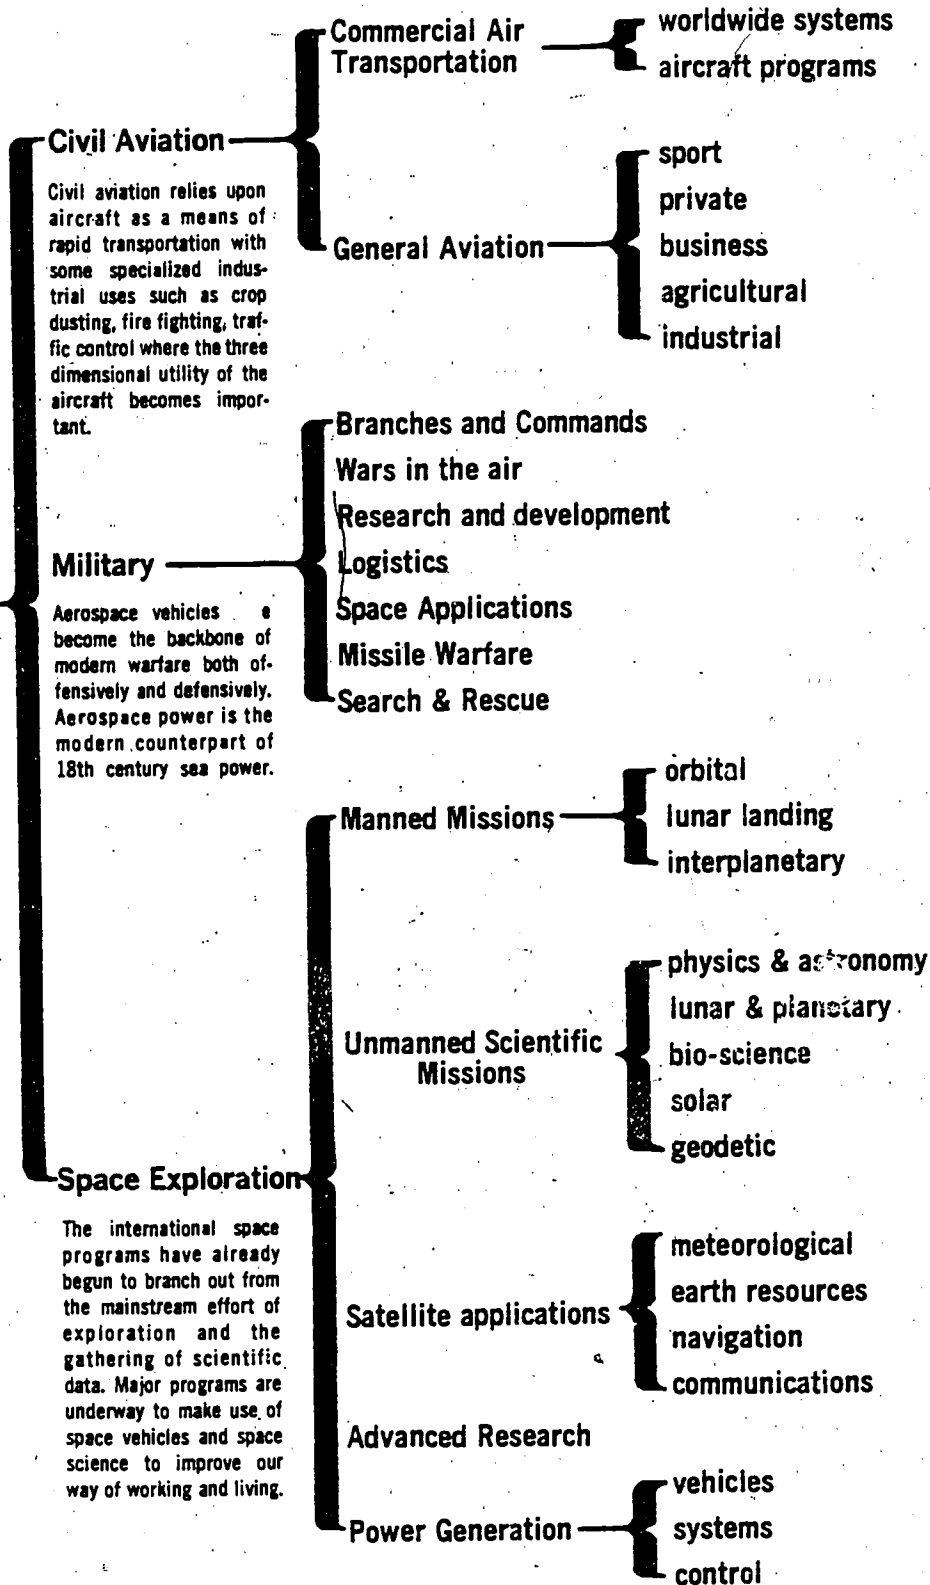 Commercial Air
Transportation
worldwide systems
aircraft programs
Civil Aviation
Civil aviation relies upon
aircraft as a means of
rapid transportation with
some specialized indus-
trial uses such as crop
dusting, fire fighting, traf-
fic control where the three
dimensional utility of the
aircraft becomes impor-
tant.
General Aviation
sport
private
business
agricultural
industrial
Military
Aerospace vehicles e
become the backbone of
modern warfare both of-
fensively and defensively.
Aerospace power is the
modern counterpart of
18th century sea power.
Branches and Commands
Wars in the air
Research and development
Logistics
Space Applications
Missile Warfare
Search & Rescue
Space Exploration
The international space
programs have already
begun to branch out from
the mainstream effort of
exploration and the
gathering of scientific
data. Major programs are
underway to make use of
space vehicles and space
science to improve our
way of working and living.
Manned Missions
orbital
lunar landing
interplanetary
Unmanned Scientific
Missions
physics & astronomy
lunar & planetary
bio-science
solar
geodetic
Satellite applications
meteorological
earth resources
navigation
communications
Advanced Research
Power Generation
vehicles
systems
control